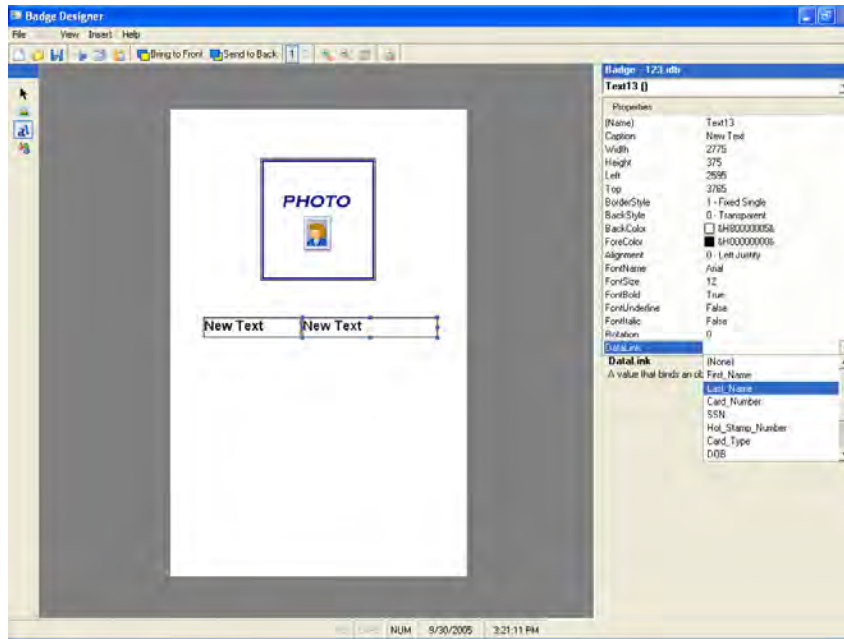 Badge Designer
File View Insert Help
Bring to Front Send to Back 1
Badge - 123.idb
Text13 ()
Properties
(Name) Text13
Caption New Text
Width 2775
Height 375
Left 2595
Top 3765
BorderStyle 1 - Fixed Single
BackStyle 0 - Transparent
BackColor &H80000005&
ForeColor &H00000000&
Alignment 0 - Left Justify
FontName Arial
FontSize 12
FontBold True
FontUnderline False
FontItalic False
Rotation 0
DataLink
DataLink
A value that binds an ob
(None)
First_Name
Last_Name
Card_Number
SSN
Hot_Stamp_Number
Card_Type
DOB
PHOTO
New Text New Text
NUM 9/30/2005 3:21:11 PM